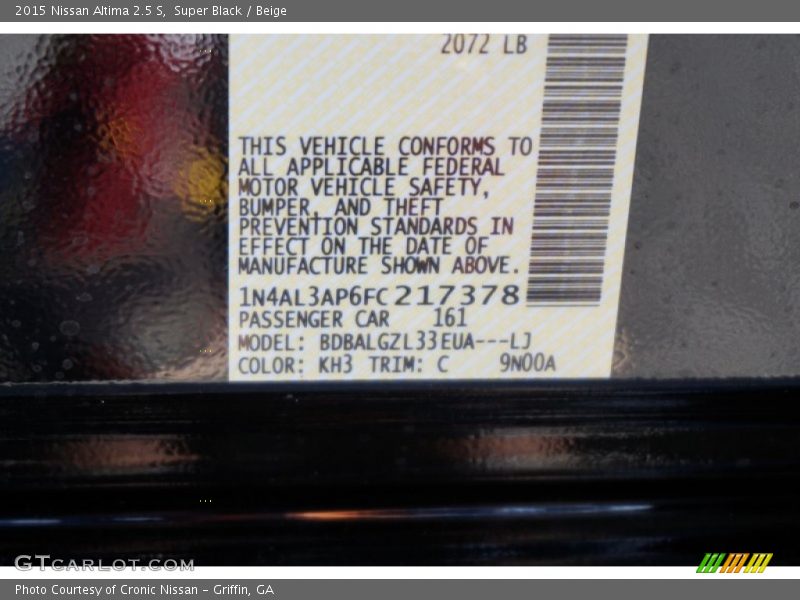 2015 Nissan Altima 2.5 S, Super Black / Beige
2072 LB
THIS VEHICLE CONFORMS TO
ALL APPLICABLE FEDERAL
MOTOR VEHICLE SAFETY,
BUMPER, AND THEFT
PREVENTION STANDARDS IN
EFFECT ON THE DATE OF
MANUFACTURE SHOWN ABOVE.
1N4AL3AP6FC217378
PASSENGER CAR 161
MODEL: BDBALGZL33EUA---LJ
COLOR: KH3 TRIM: C 9N00A
GTCARLOT.COM
Photo Courtesy of Cronic Nissan - Griffin, GA